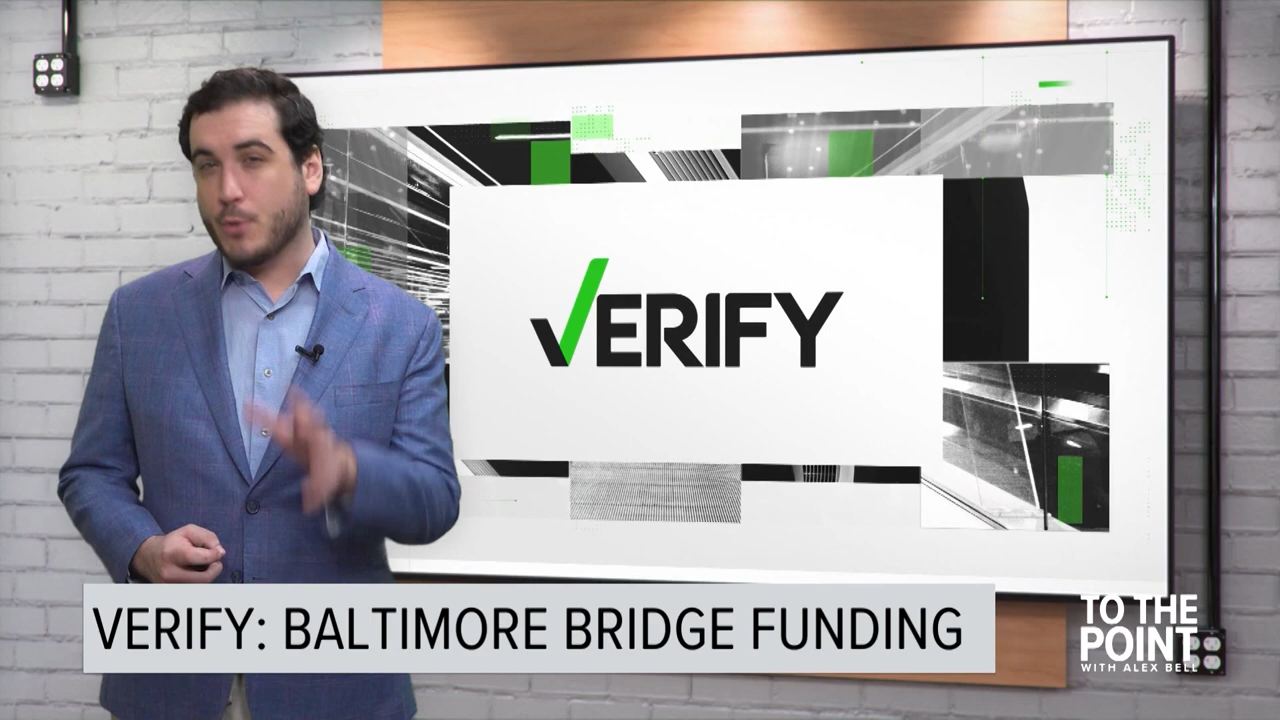 VERIFY
VERIFY: BALTIMORE BRIDGE FUNDING
TO THE
POINT
WITH ALEX BELL